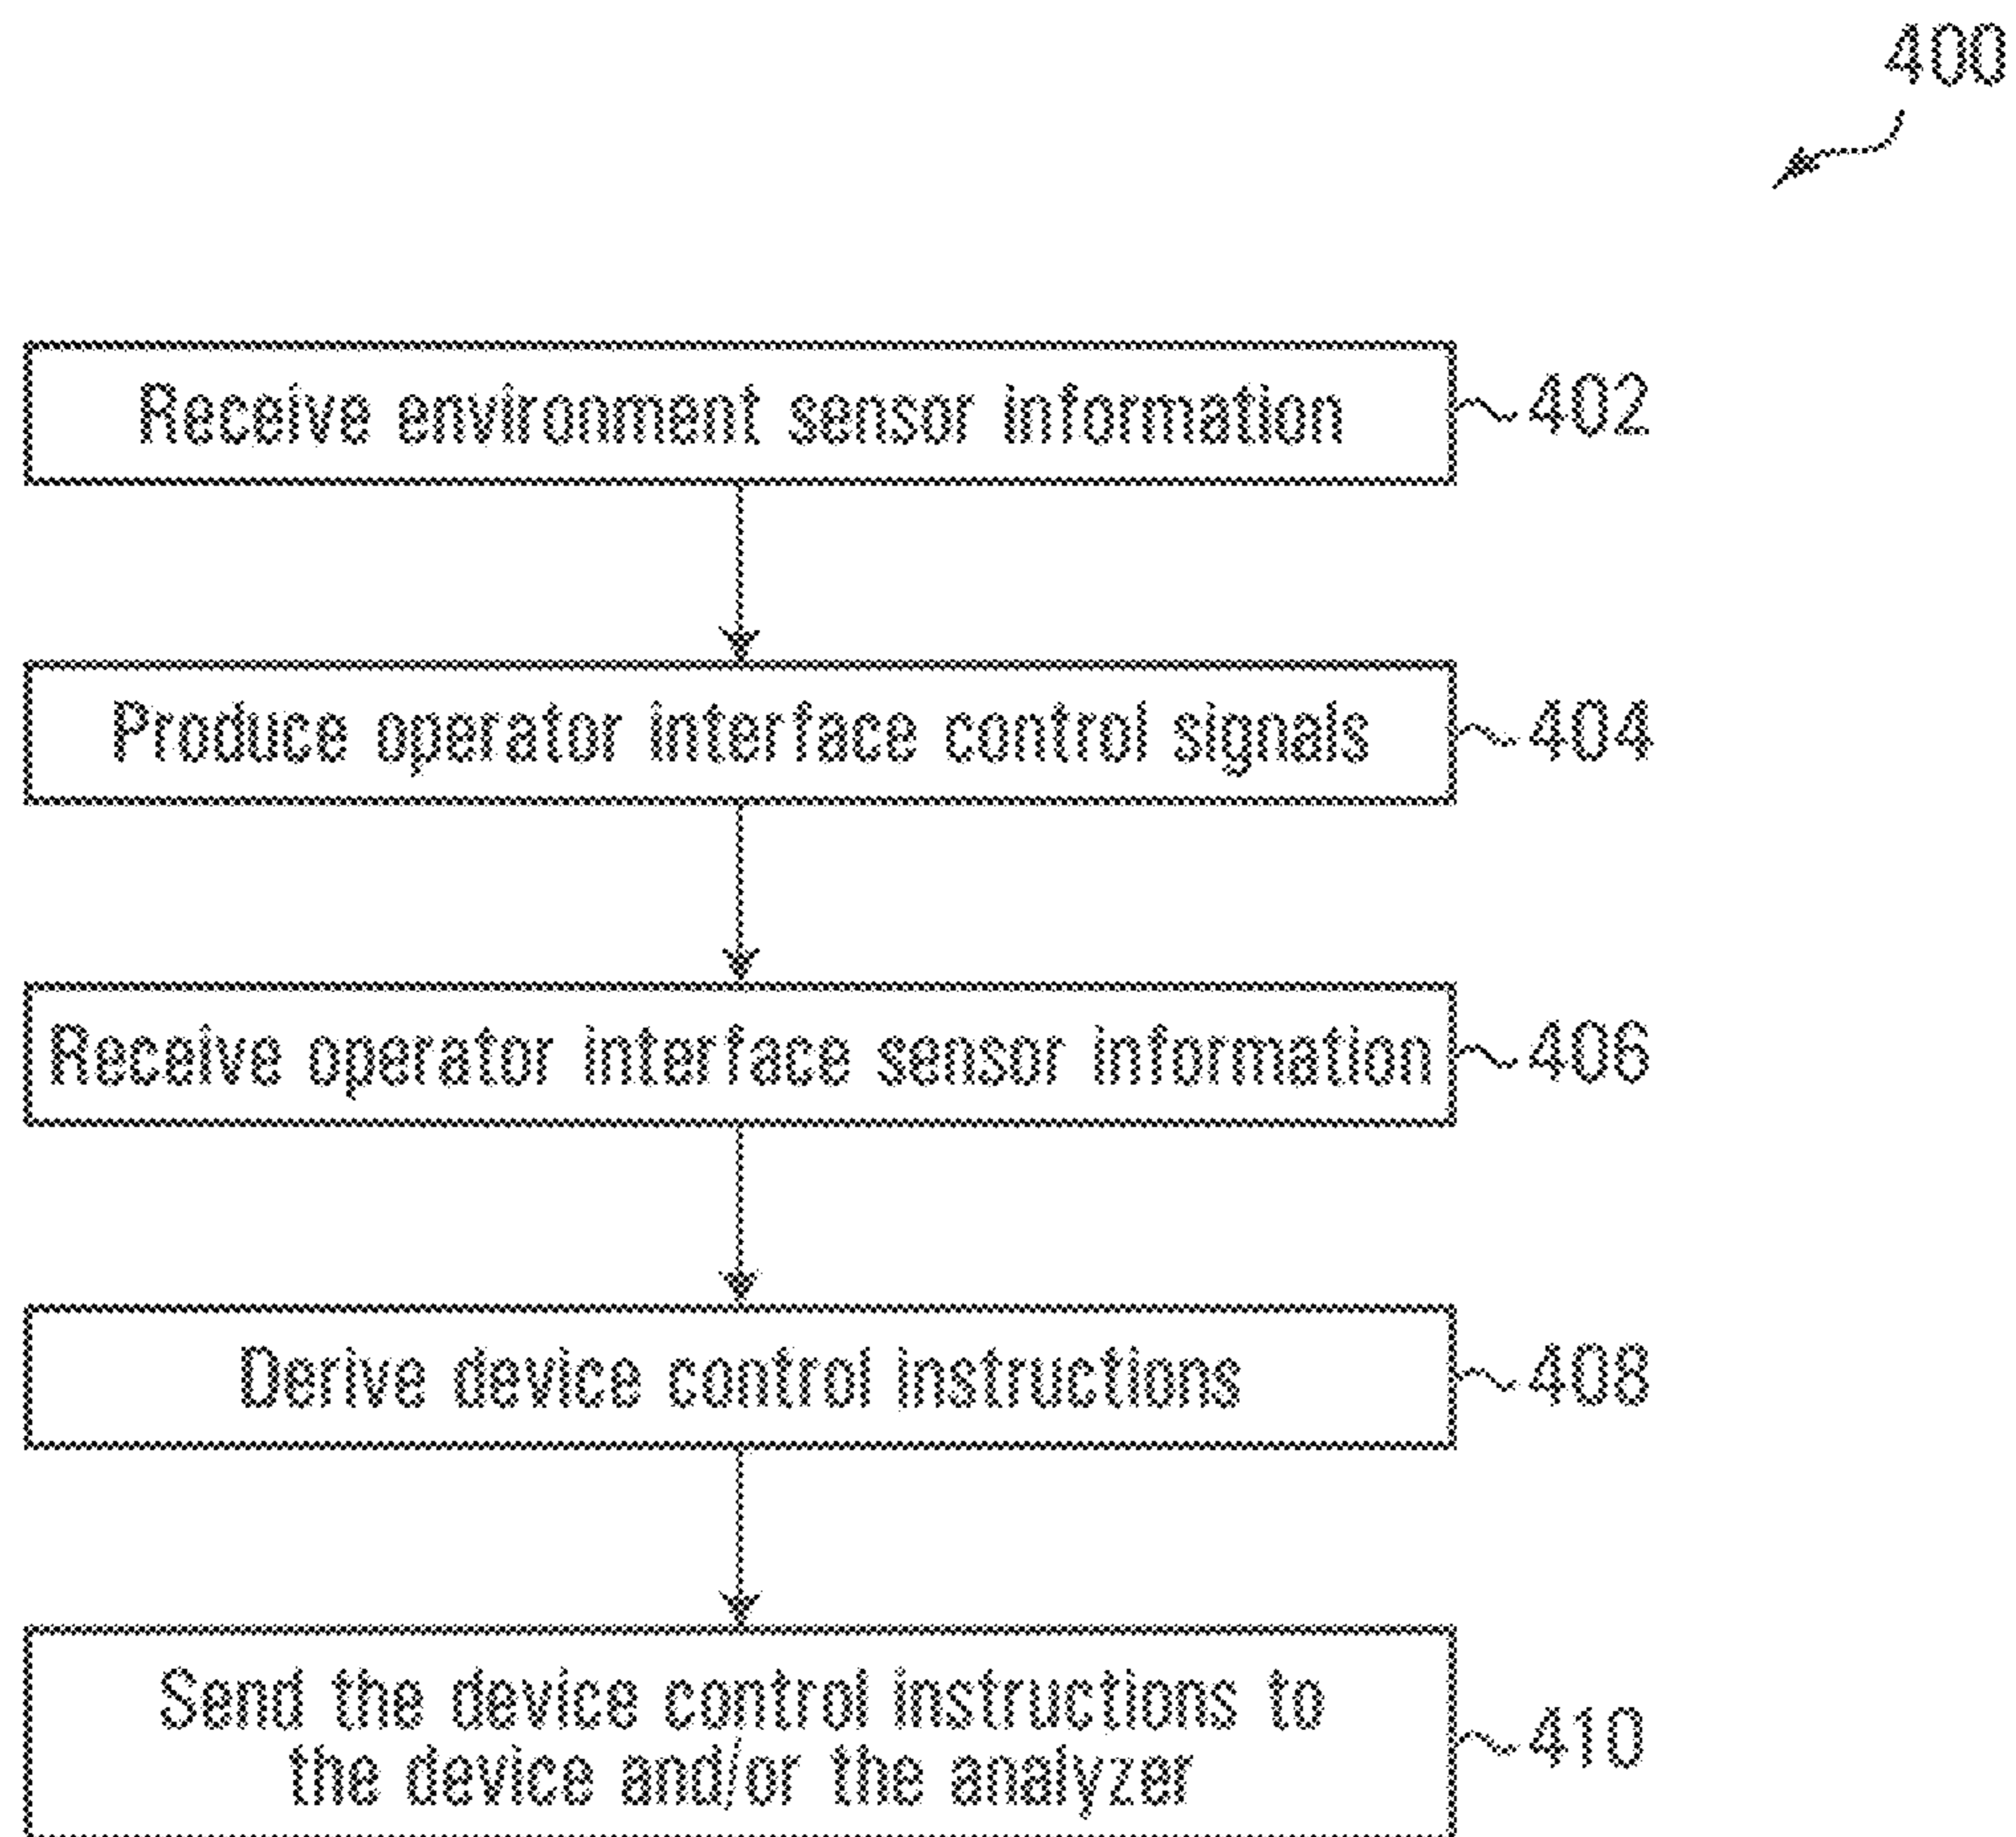 400
Receive environment sensor information
402
Produce operator interface control signals
404
Receive operator interface sensor information
406
Derive device control instructions
408
Send the device control instructions to
the device and/or the analyzer
410